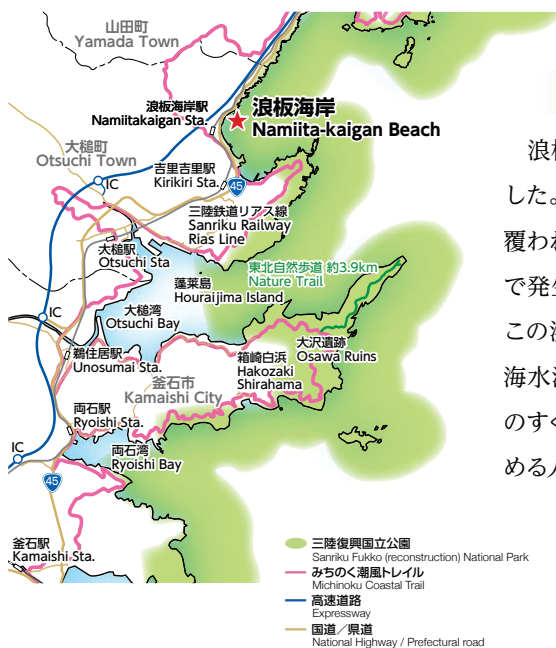 山田町
Yamada Town
浪板海岸駅
Namiitakaigan Sta.
浪板海岸
Namiita-kaigan Beach
大槌町
Otsuchi Town
IC
吉里吉里駅
Kirikiri Sta.
45
三陸鉄道リアス線
Sanriku Railway
Rias Line
大槌駅
Otsuchi Sta
東北自然歩道 約3.9km
Nature Trail
蓬莱島
Houraijima Island
大槌湾
Otsuchi Bay
IC
鵜住居駅
Unosumai Sta.
箱崎白浜
Hakozaki
Shirahama
大沢遺跡
Osawa Ruins
釜石市
Kamaishi City
両石駅
Ryoishi Sta.
両石湾
Ryoishi Bay
IC
45
釜石駅
Kamaishi Sta.
三陸復興国立公園
Sanriku Fukko (reconstruction) National Park
みちのく潮風トレイル
Michinoku Coastal Trail
高速道路
Expressway
国道／県道
National Highway / Prefectural road
浪
した。
覆わ
で発
この
海水
のすぐ
める